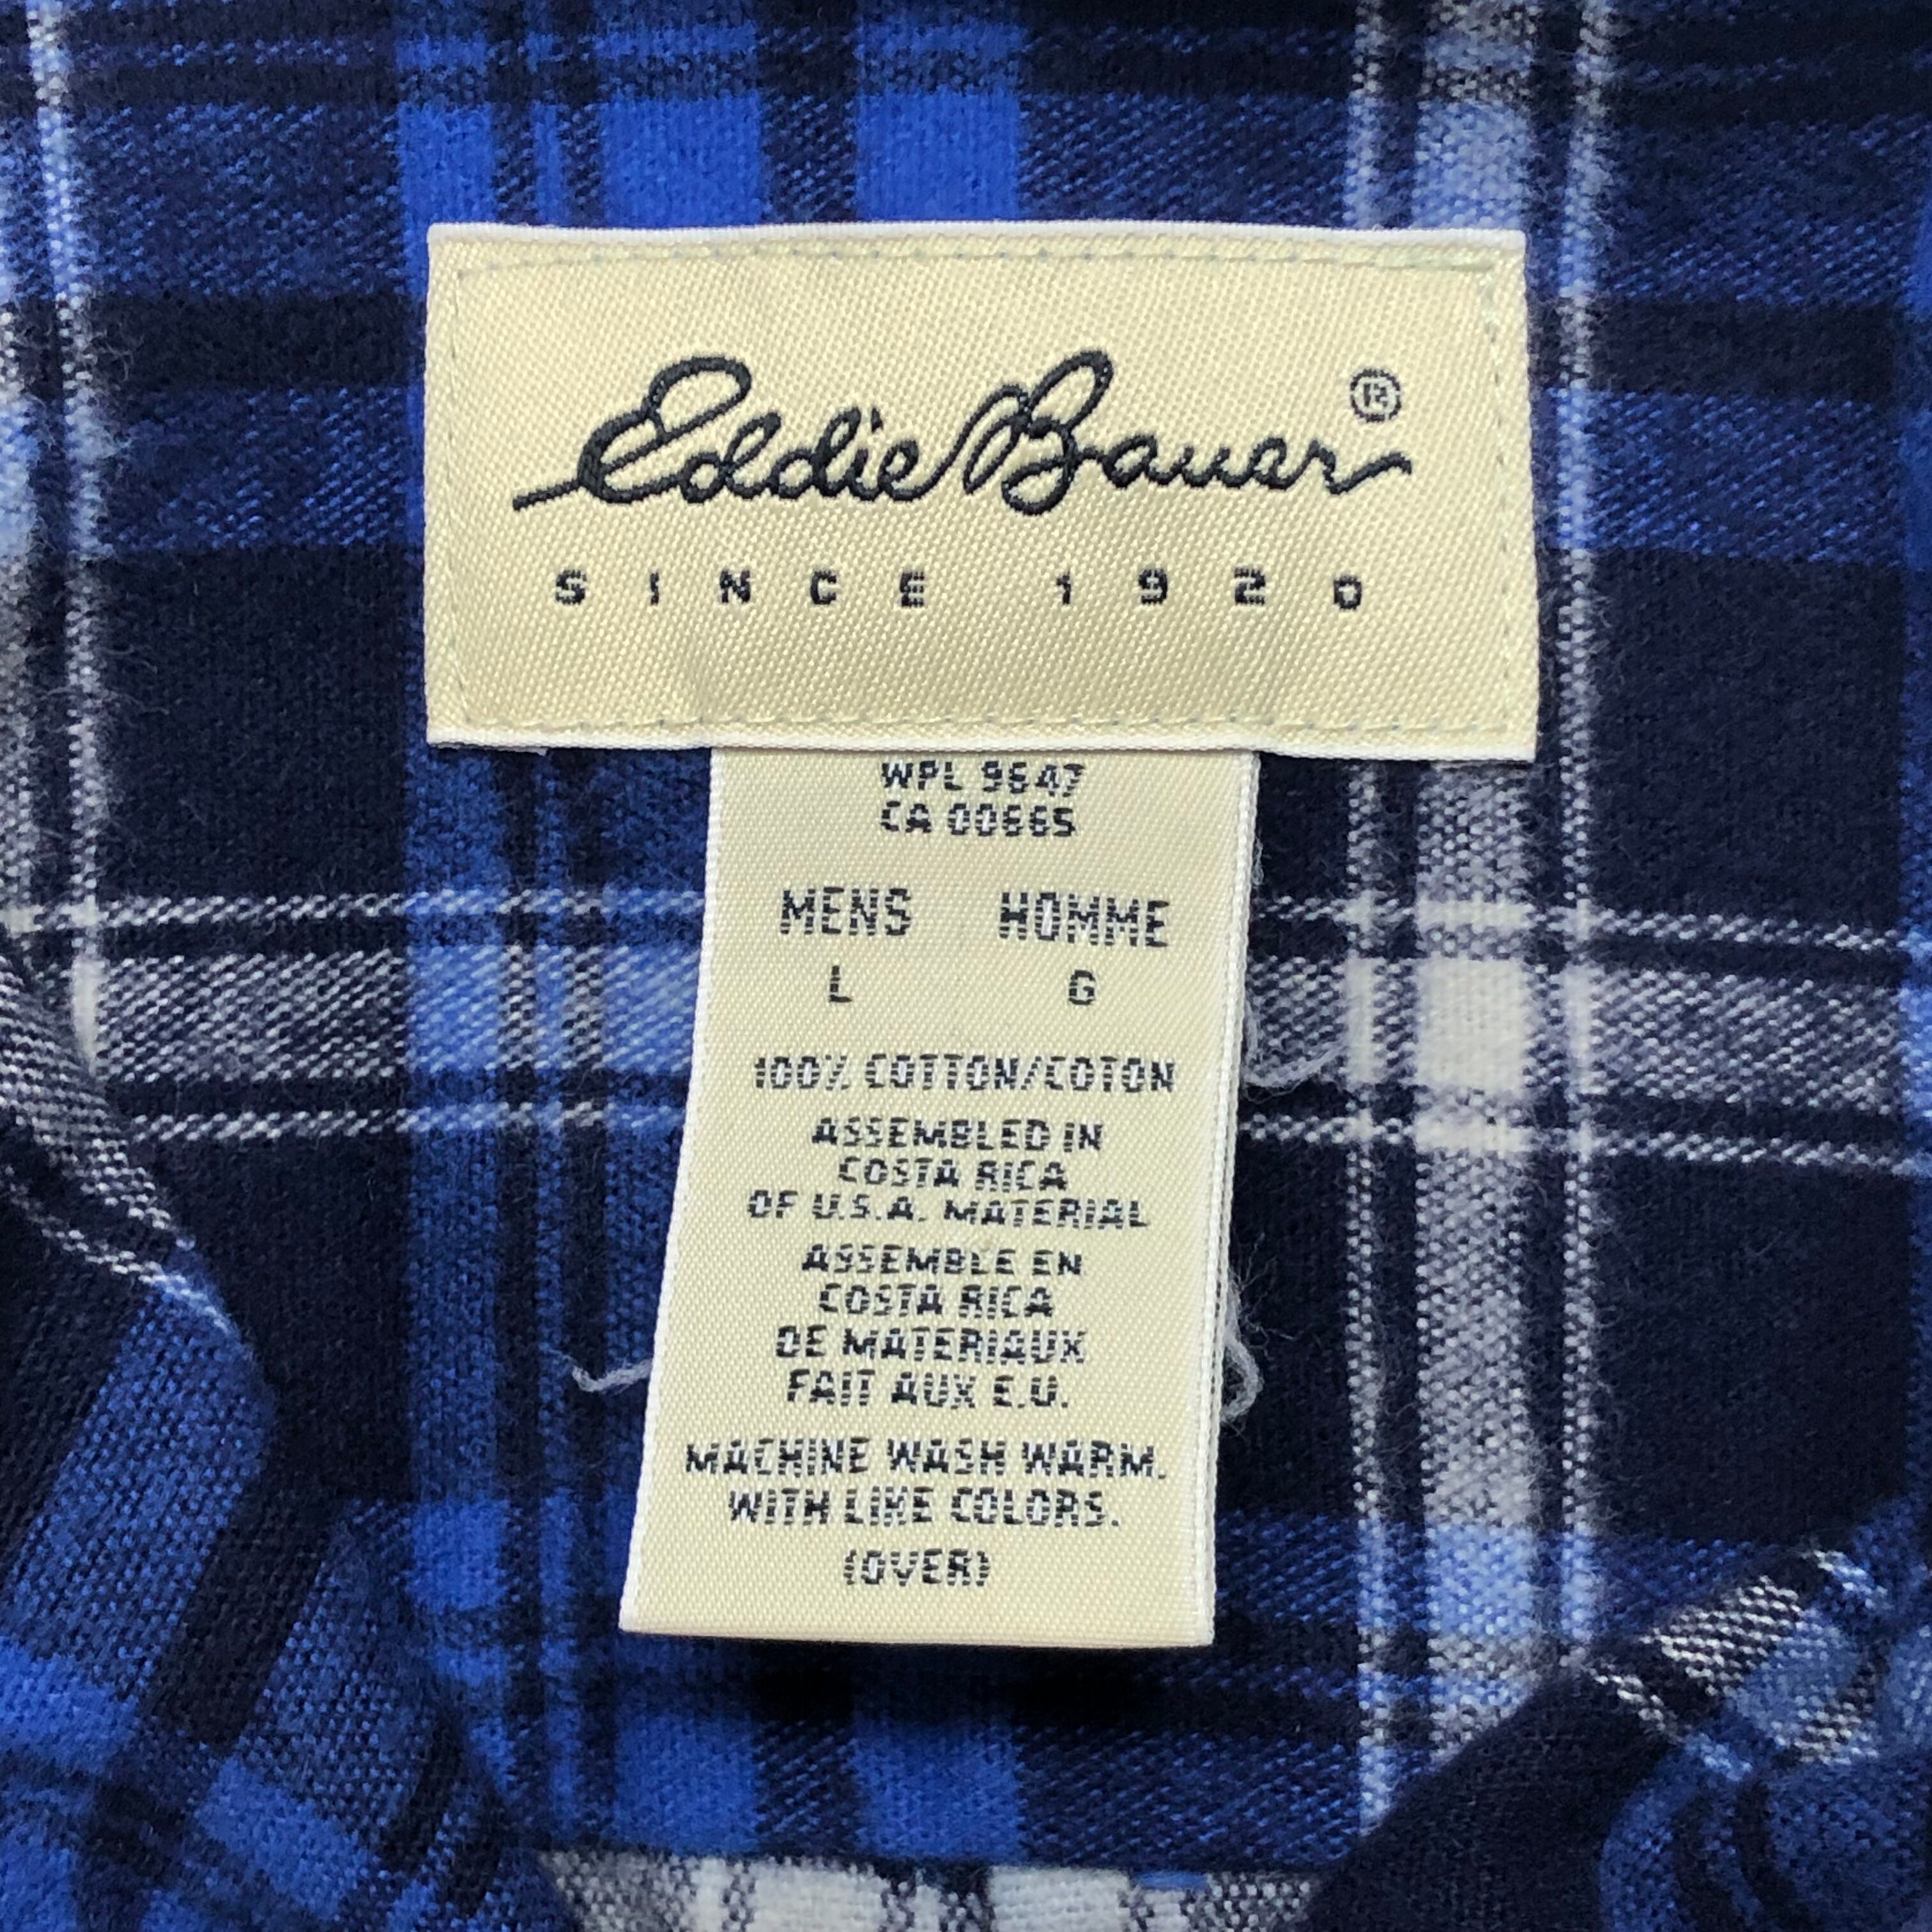 Eddie Bauer®
SINCE 1920
WPL 9647
CA 00665
MENS HOMME
L G
100% COTTON/COTON
ASSEMBLED IN
COSTA RICA
OF U.S.A. MATERIAL
ASSEMBLE EN
COSTA RICA
DE MATERIAUX
FAIT AUX E.U.
MACHINE WASH WARM.
WITH LIKE COLORS.
(OVER)